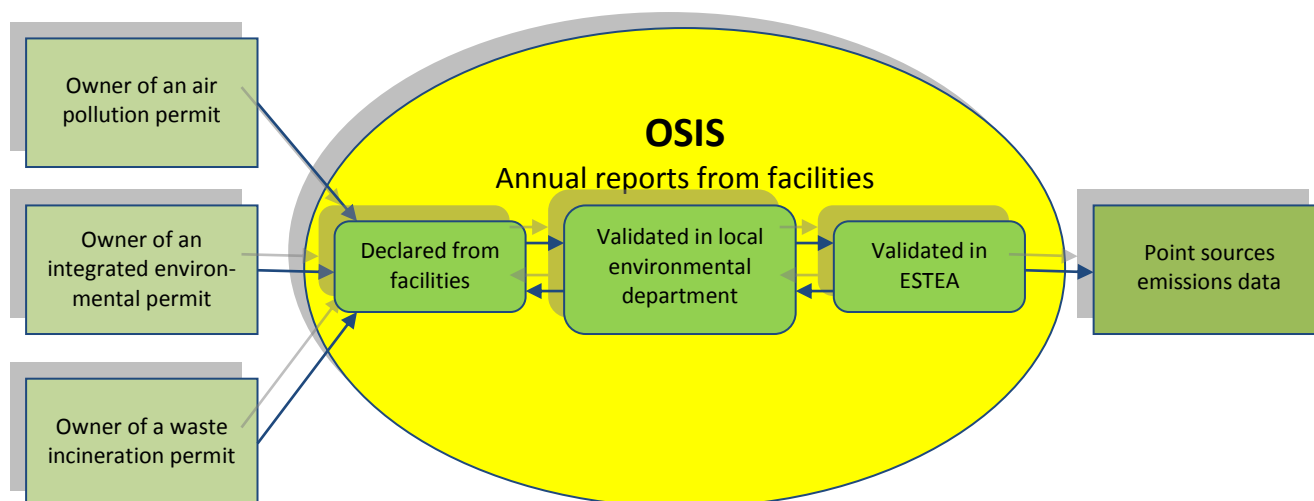 Owner of an air
pollution permit
Owner of an
integrated environ-
mental permit
Owner of a waste
incineration permit
OSIS
Annual reports from facilities
Declared from
facilities
Validated in local
environmental
department
Validated in
ESTEA
Point sources
emissions data